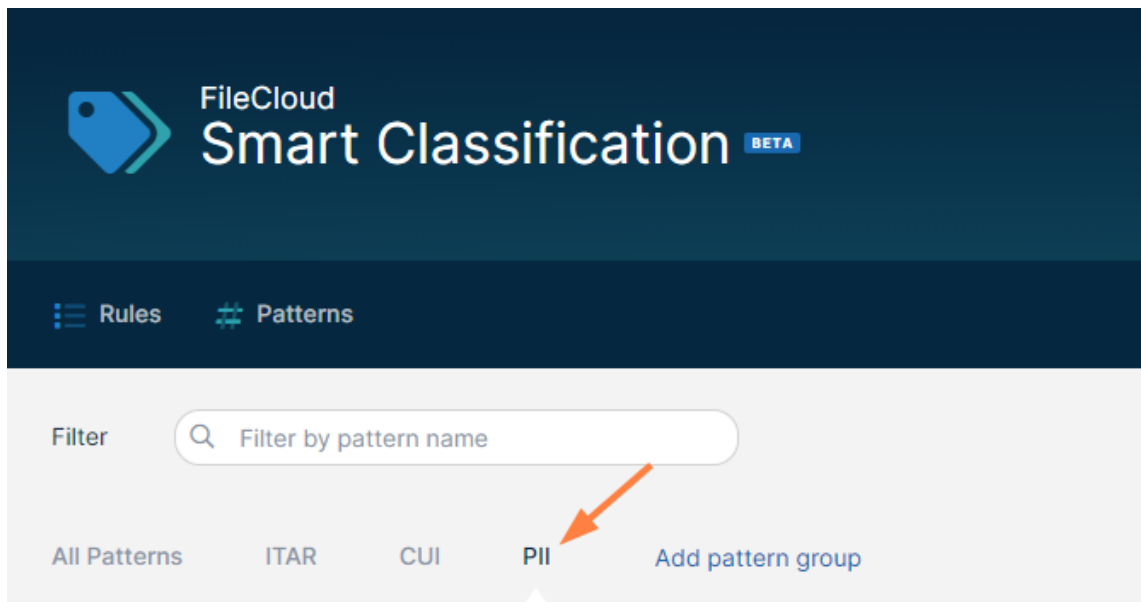 FileCloud
Smart Classification BETA
Rules Patterns
Filter Filter by pattern name
All Patterns ITAR CUI PII Add pattern group